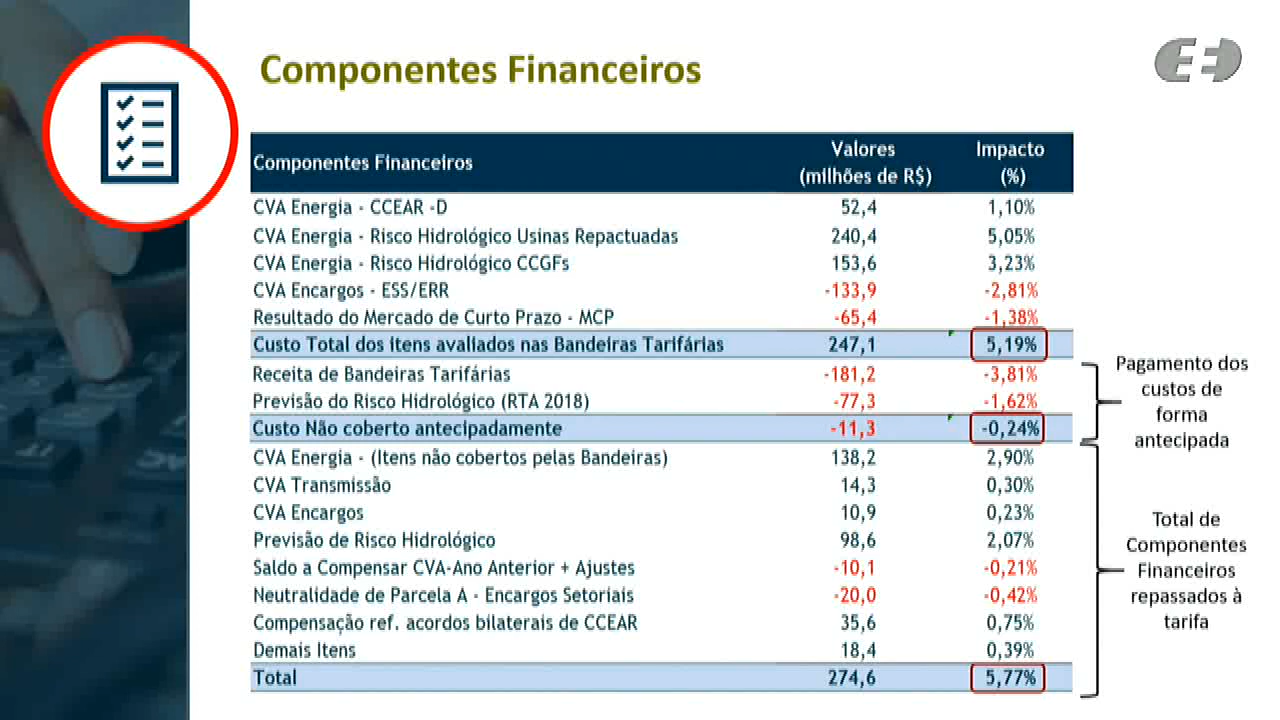 Componentes Financeiros
Componentes Financeiros Valores (milhões de R$) Impacto (%)
CVA Energia - CCEAR -D 52,4 1,10%
CVA Energia - Risco Hidrológico Usinas Repactuadas 240,4 5,05%
CVA Energia - Risco Hidrológico CCGFs 153,6 3,23%
CVA Encargos - ESS/ERR -133,9 -2,81%
Resultado do Mercado de Curto Prazo - MCP -65,4 -1,38%
Custo Total dos itens avaliados nas Bandeiras Tarifárias 247,1 5,19%
Receita de Bandeiras Tarifárias -181,2 -3,81%
Previsão do Risco Hidrológico (RTA 2018) -77,3 -1,62%
Custo Não coberto antecipadamente -11,3 -0,24%
CVA Energia - (Itens não cobertos pelas Bandeiras) 138,2 2,90%
CVA Transmissão 14,3 0,30%
CVA Encargos 10,9 0,23%
Previsão de Risco Hidrológico 98,6 2,07%
Saldo a Compensar CVA-Ano Anterior + Ajustes -10,1 -0,21%
Neutralidade de Parcela A - Encargos Setoriais -20,0 -0,42%
Compensação ref. acordos bilaterais de CCEAR 35,6 0,75%
Demais Itens 18,4 0,39%
Total 274,6 5,77%
Pagamento dos
custos de
forma
antecipada
Total de
Componentes
Financeiros
repassados à
tarifa